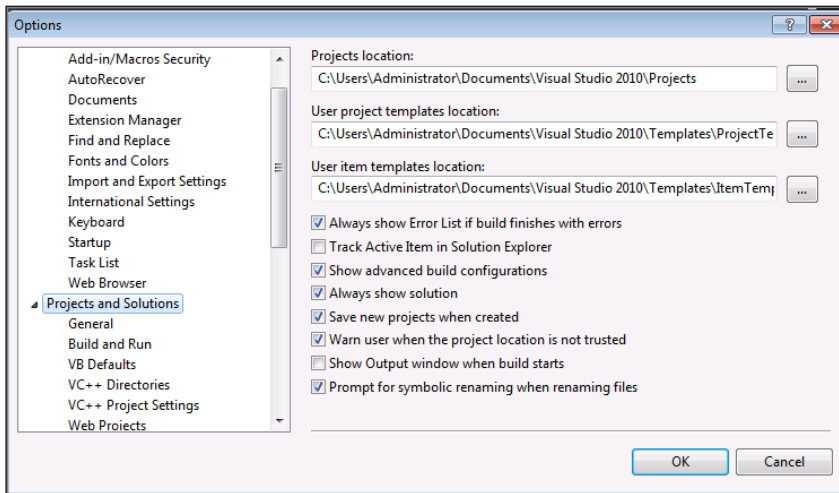 Options
Add-in/Macros Security
AutoRecover
Documents
Extension Manager
Find and Replace
Fonts and Colors
Import and Export Settings
International Settings
Keyboard
Startup
Task List
Web Browser
Projects and Solutions
General
Build and Run
VB Defaults
VC++ Directories
VC++ Project Settings
Web Projects
Projects location:
C:\Users\Administrator\Documents\Visual Studio 2010\Projects
...
User project templates location:
C:\Users\Administrator\Documents\Visual Studio 2010\Templates\ProjectTe
...
User item templates location:
C:\Users\Administrator\Documents\Visual Studio 2010\Templates\ItemTemp
...
Always show Error List if build finishes with errors
Track Active Item in Solution Explorer
Show advanced build configurations
Always show solution
Save new projects when created
Warn user when the project location is not trusted
Show Output window when build starts
Prompt for symbolic renaming when renaming files
OK
Cancel